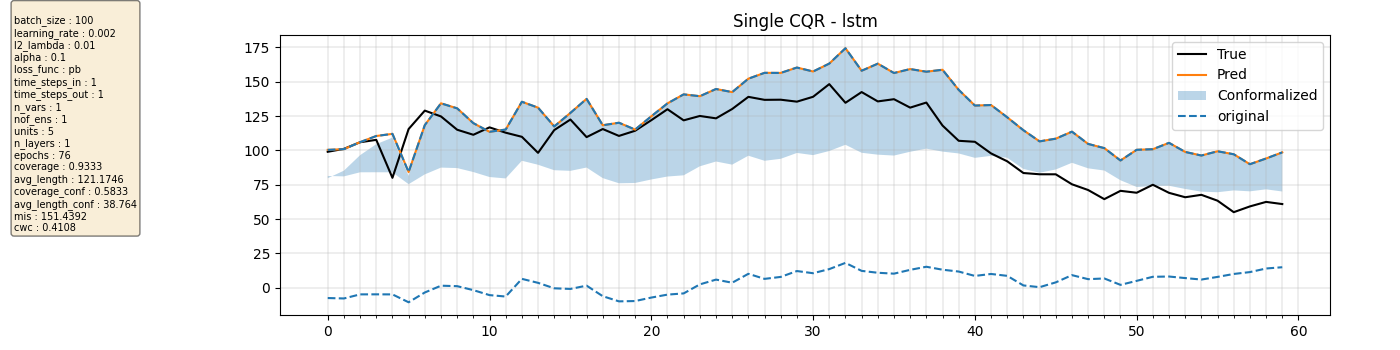 batch_size : 100
learning_rate : 0.002
l2_lambda : 0.01
alpha : 0.1
loss_func : pb
time_steps_in : 1
time_steps_out : 1
n_vars : 1
nof_ens : 1
units : 5
n_layers : 1
epochs : 76
coverage : 0.9333
avg_length : 121.1746
coverage_conf : 0.5833
avg_length_conf : 38.764
mis : 151.4392
cwc : 0.4108
Single CQR - lstm
175
150
125
100
75
50
25
0
True
Pred
Conformalized
original
0 10 20 30 40 50 60